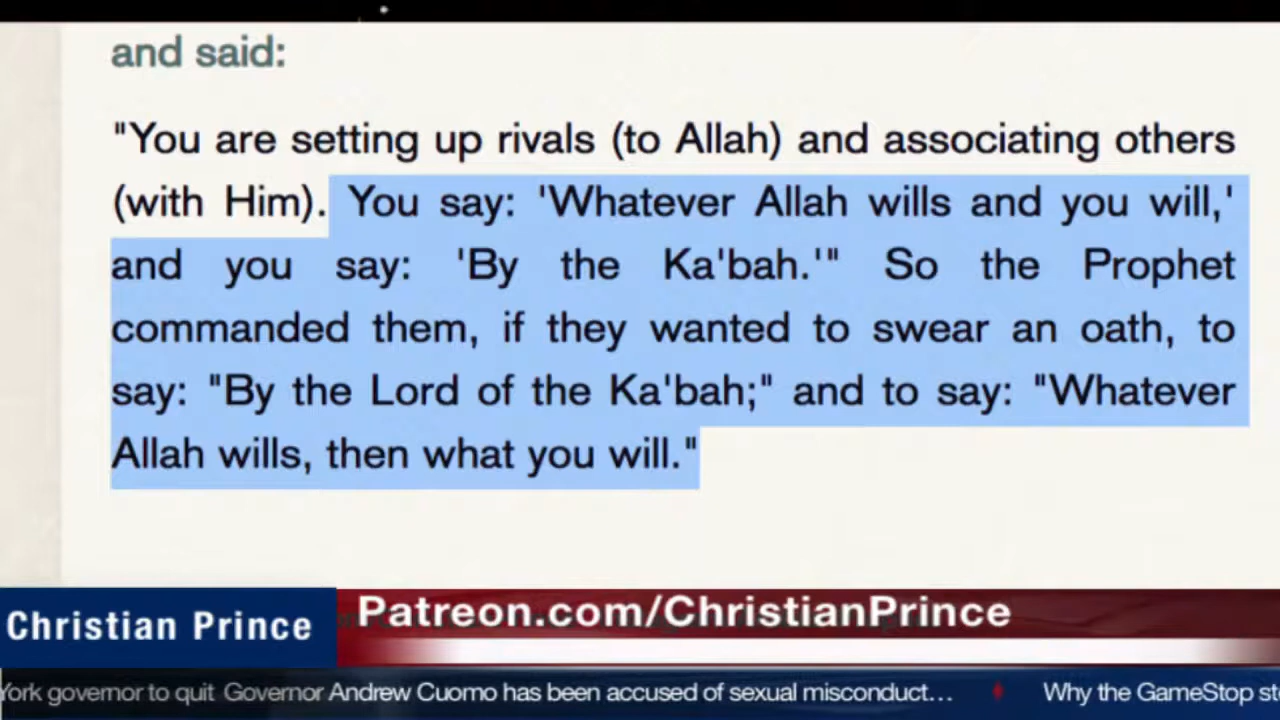 and said:
"You are setting up rivals (to Allah) and associating others
(with Him). You say: 'Whatever Allah wills and you will,'
and you say: 'By the Ka'bah.'" So the Prophet
commanded them, if they wanted to swear an oath, to
say: "By the Lord of the Ka'bah;" and to say: "Whatever
Allah wills, then what you will."
Christian Prince
Patreon.com/ChristianPrince
York governor to quit Governor Andrew Cuomo has been accused of sexual misconduct... Why the GameStop